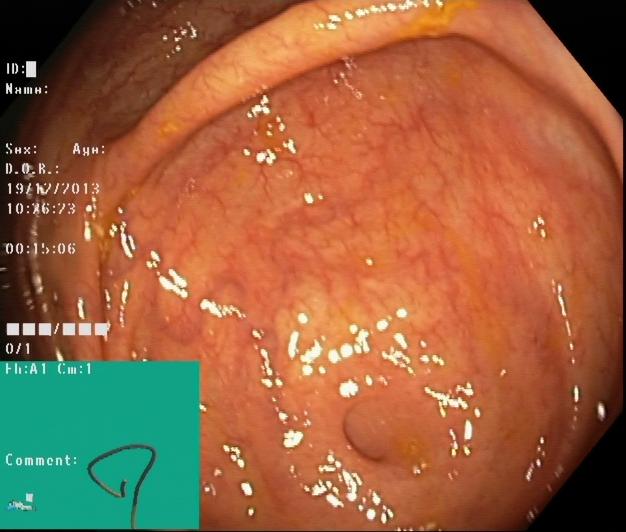 ID:
Name:
Sex: Age:
D.O.B.:
19/12/2013
10:26:23
00:15:06
0/1
Eh:A1 Cm:1
Comment: